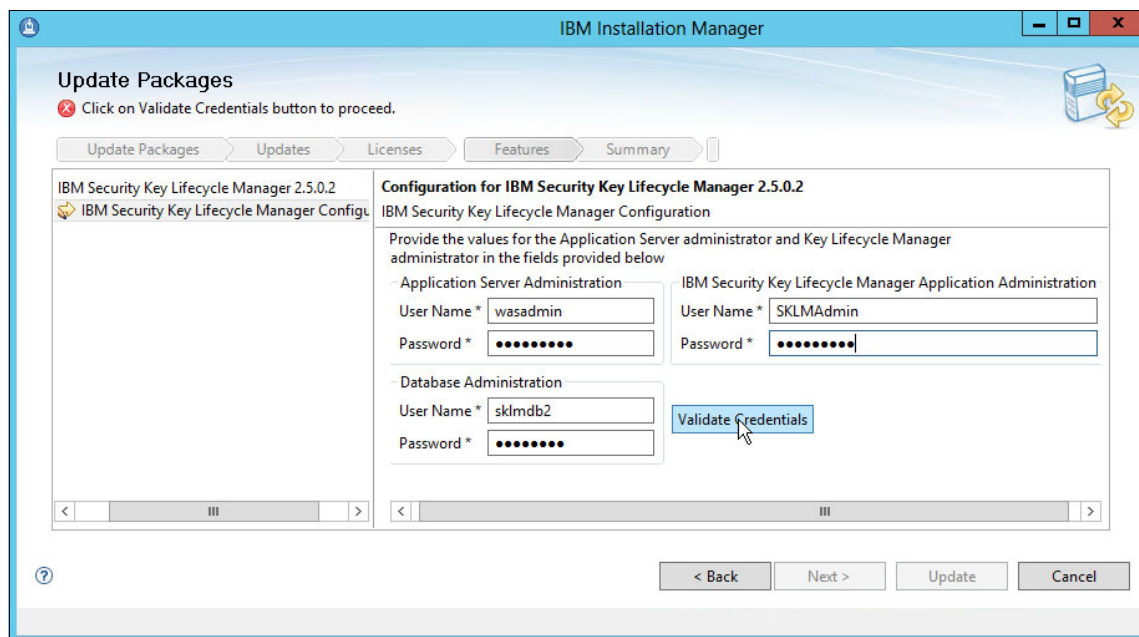 IBM Installation Manager
Update Packages
Click on Validate Credentials button to proceed.
Update Packages
Updates
Licenses
Features
Summary
IBM Security Key Lifecycle Manager 2.5.0.2
IBM Security Key Lifecycle Manager Configu
Configuration for IBM Security Key Lifecycle Manager 2.5.0.2
IBM Security Key Lifecycle Manager Configuration
Provide the values for the Application Server administrator and Key Lifecycle Manager
administrator in the fields provided below
Application Server Administration
User Name * wasadmin
Password * •••••••••
IBM Security Key Lifecycle Manager Application Administration
User Name * SKLMAdmin
Password * •••••••••
Database Administration
User Name * sklmdb2
Password * ••••••••
Validate Credentials
< Back
Next >
Update
Cancel